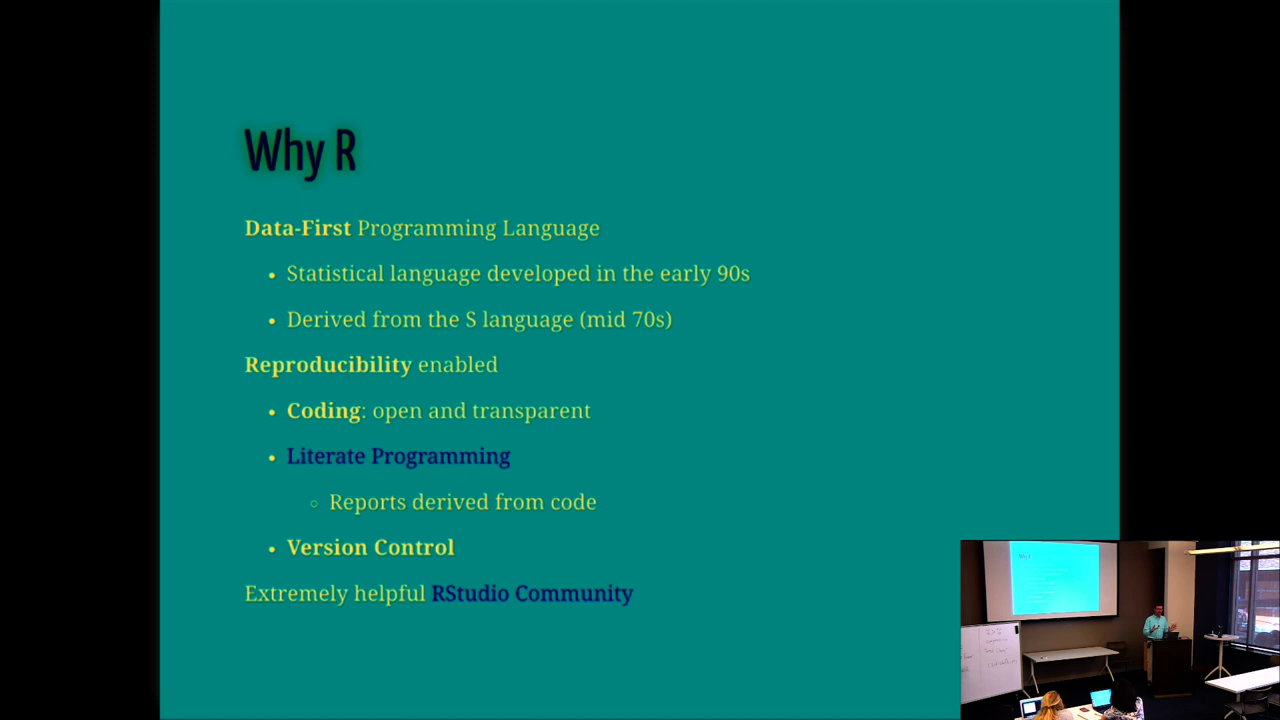 Why R
Data-First Programming Language
Statistical language developed in the early 90s
Derived from the S language (mid 70s)
Reproducibility enabled
Coding: open and transparent
Literate Programming
Reports derived from code
Version Control
Extremely helpful RStudio Community
Why R